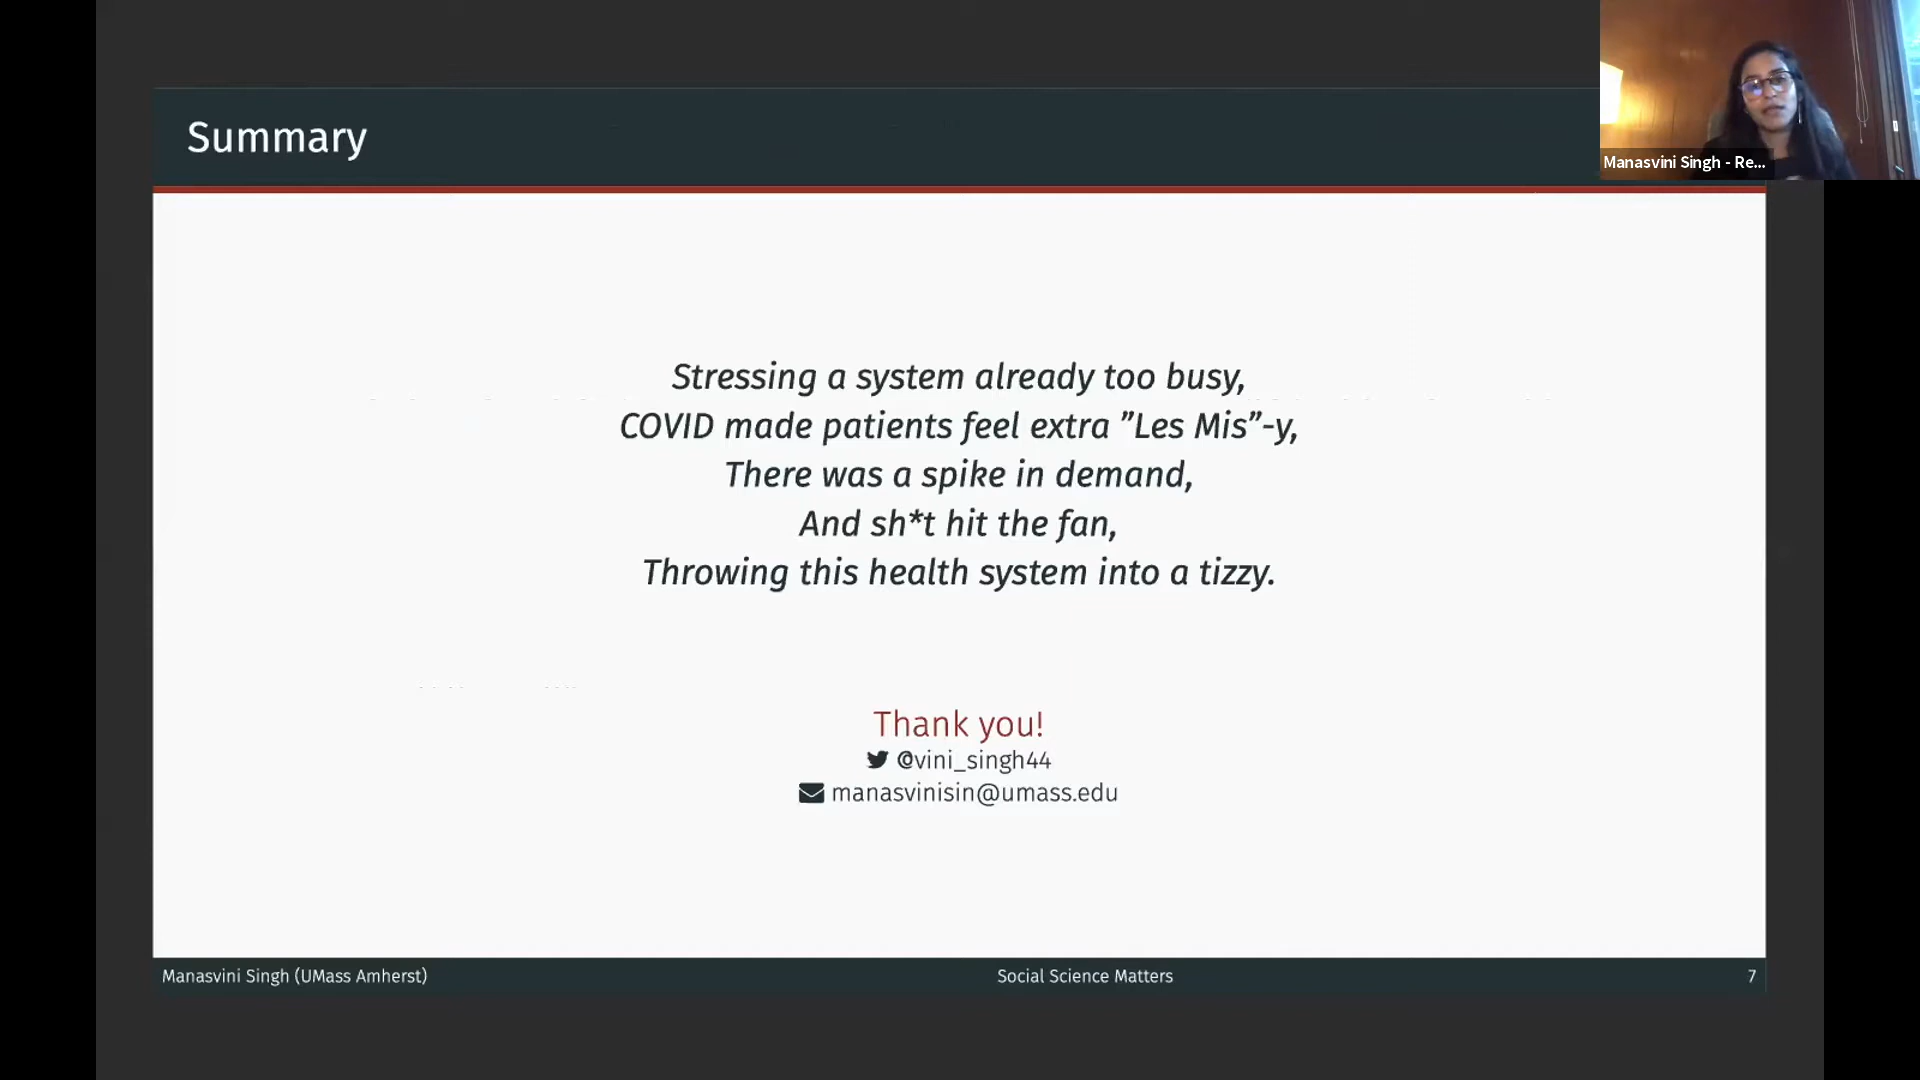 Summary
Manasvini Singh - Re...
Stressing a system already too busy,
COVID made patients feel extra ”Les Mis”-y,
There was a spike in demand,
And sh*t hit the fan,
Throwing this health system into a tizzy.
Thank you!
@vini_singh44
manasvinisin@umass.edu
Manasvini Singh (UMass Amherst)
Social Science Matters
7